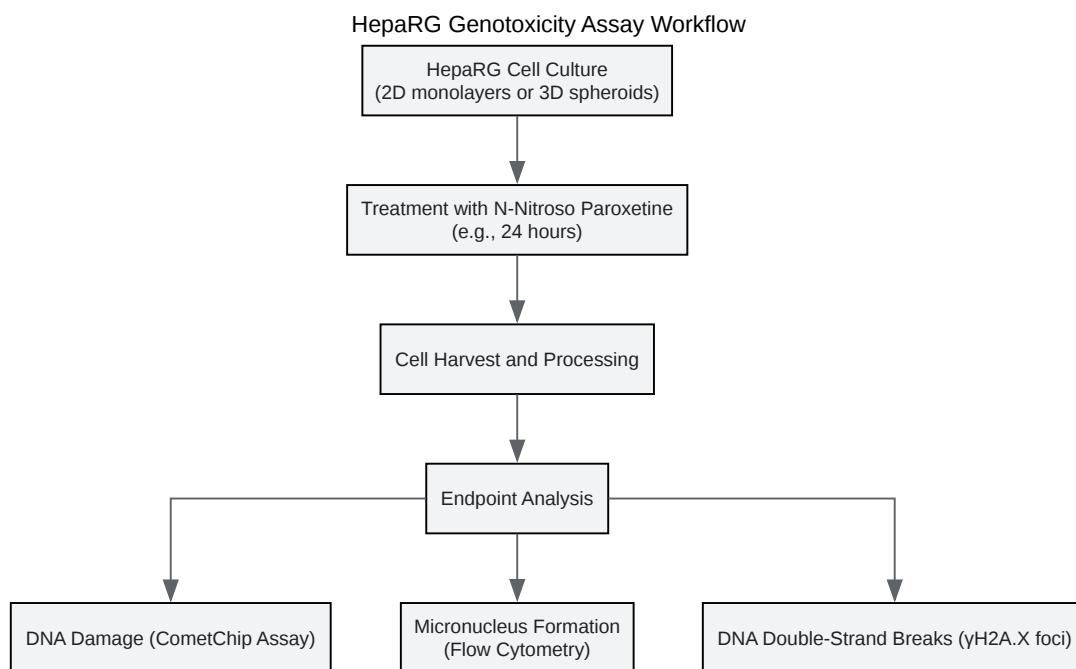 HepaRG Genotoxicity Assay Workflow
HepaRG Cell Culture
(2D monolayers or 3D spheroids)
Treatment with N-Nitroso Paroxetine
(e.g., 24 hours)
Cell Harvest and Processing
Endpoint Analysis
DNA Damage (CometChip Assay)
Micronucleus Formation
(Flow Cytometry)
DNA Double-Strand Breaks (γH2A.X foci)